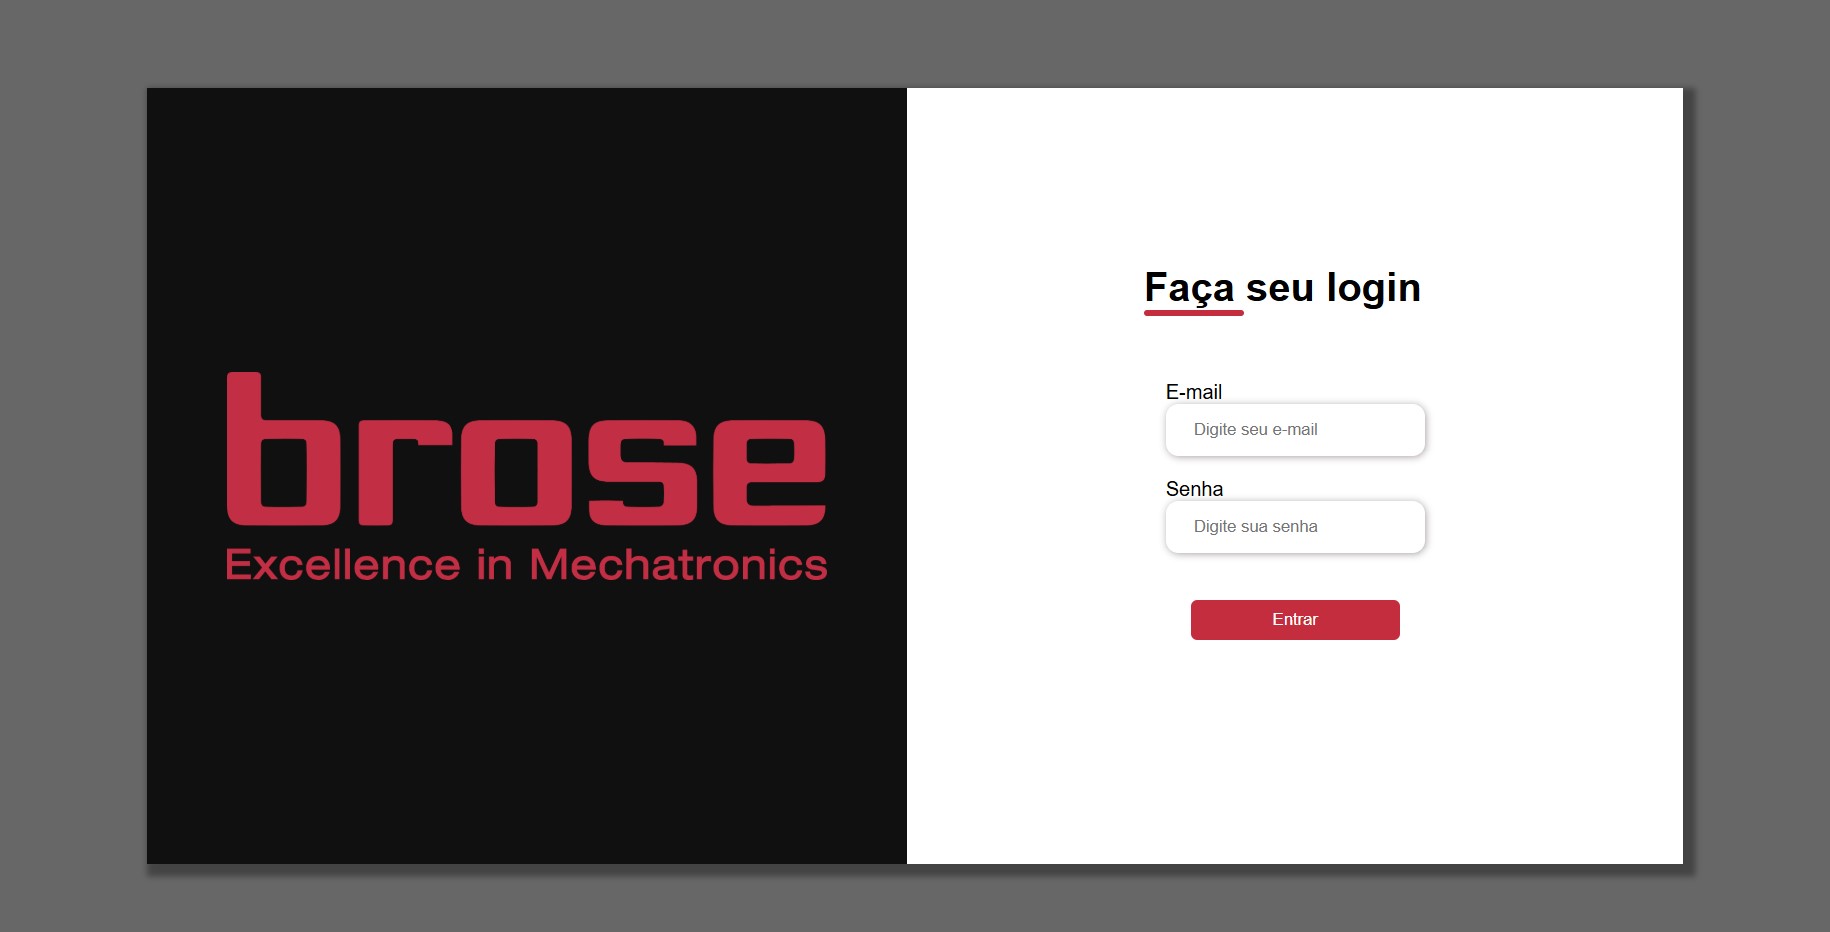 brose
Excellence in Mechatronics
Faça seu login
E-mail
Digite seu e-mail
Senha
Digite sua senha
Entrar